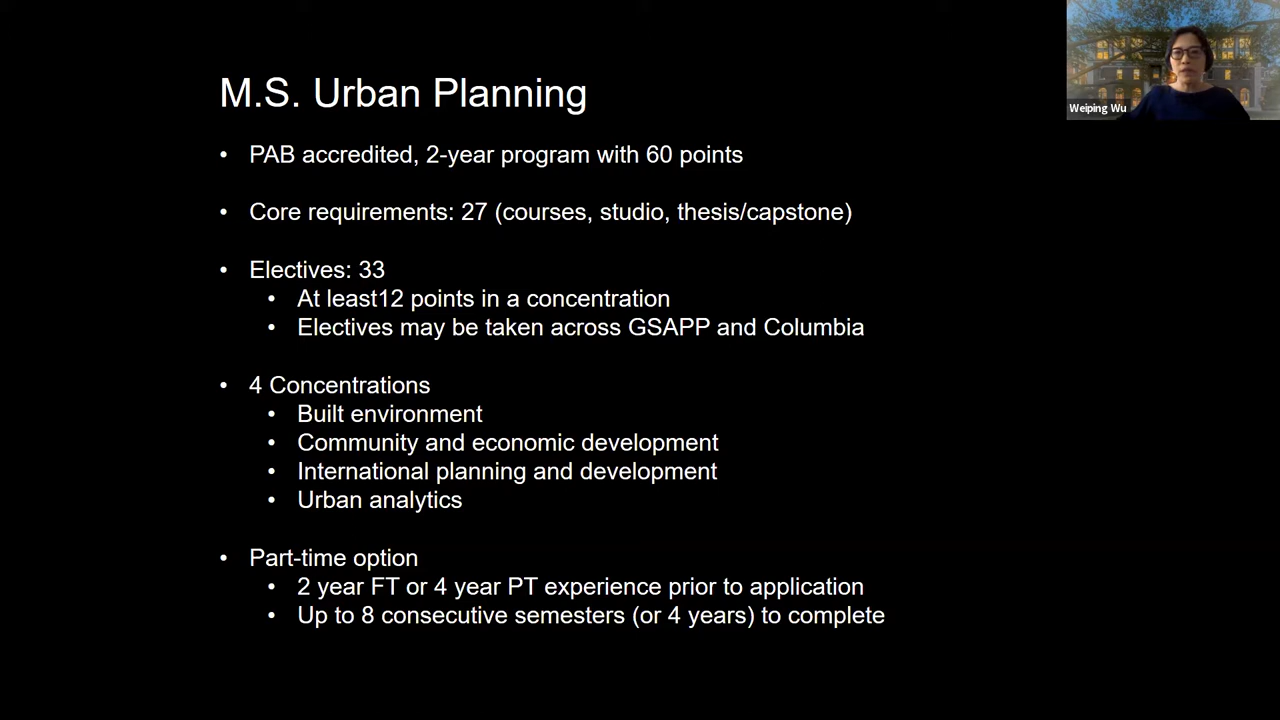 M.S. Urban Planning
Weiping Wu
• PAB accredited, 2-year program with 60 points
• Core requirements: 27 (courses, studio, thesis/capstone)
• Electives: 33
• At least12 points in a concentration
• Electives may be taken across GSAPP and Columbia
• 4 Concentrations
• Built environment
• Community and economic development
• International planning and development
• Urban analytics
• Part-time option
• 2 year FT or 4 year PT experience prior to application
• Up to 8 consecutive semesters (or 4 years) to complete